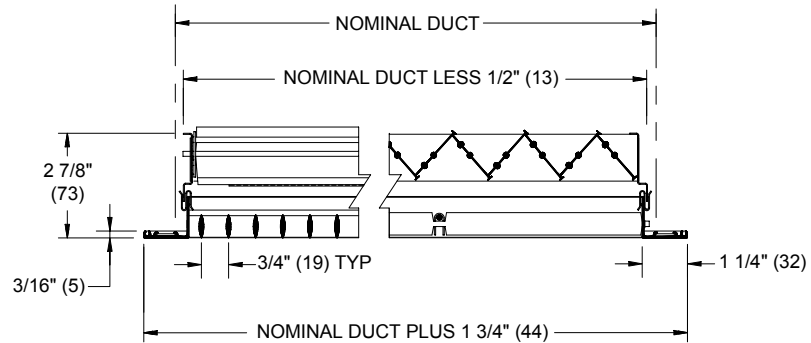 NOMINAL DUCT
NOMINAL DUCT LESS 1/2" (13)
2 7/8"
(73)
3/4" (19) TYP
1 1/4" (32)
3/16" (5)
NOMINAL DUCT PLUS 1 3/4" (44)